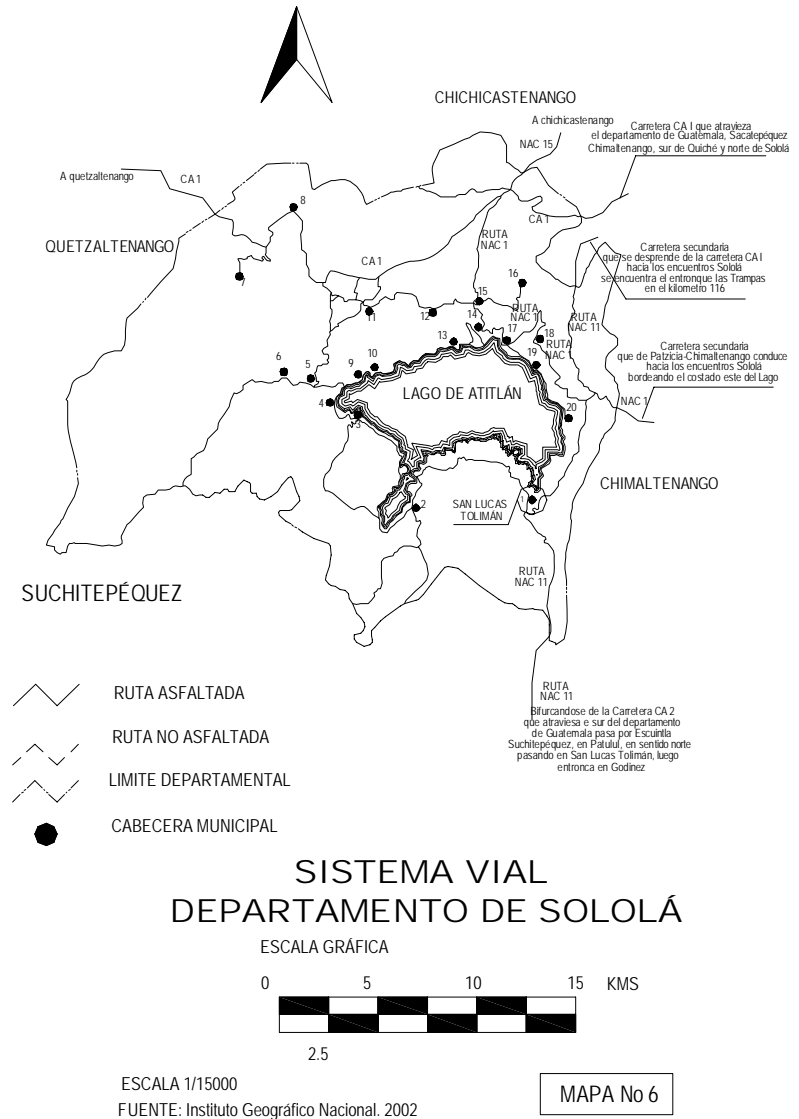 CHICHICASTENANGO
A chichicastenango
NAC 15
Carretera CA I que atravieza
el departamento de Guatemala, Sacatepéquez
Chimaltenango, sur de Quiché y norte de Sololá
A quetzaltenango
CA 1
8
QUETZALTENANGO
7
CA 1
RUTA
NAC 1
CA 1
Carretera secundaria
que se desprende de la carretera CA I
hacia los encuentros Sololá
se encuentra el entronque las Trampas
en el kilometro 116
16
15
11
12
14
RUTA
NAC 1
17
18
RUTA
NAC 1
RUTA
NAC 11
13
19
Carretera secundaria
que de Patzicia-Chimaltenango conduce
hacia los encuentros Sololá
bordeando el costado este del Lago
6
5
9
10
4
3
LAGO DE ATITLÁN
20
NAC 1
CHIMALTENANGO
2
SAN LUCAS
TOLIMÁN
1
RUTA
NAC 11
SUCHITEPÉQUEZ
RUTA
NAC 11
Bifurcandose de la Carretera CA 2
que atraviesa e sur del departamento
de Guatemala pasa por Escuintla
Suchitepéquez, en Patulul, en sentido norte
pasando en San Lucas Tolimán, luego
entronca en Godinez
RUTA ASFALTADA
RUTA NO ASFALTADA
LIMITE DEPARTAMENTAL
CABECERA MUNICIPAL
SISTEMA VIAL
DEPARTAMENTO DE SOLOLÁ
ESCALA GRÁFICA
0 5 10 15 KMS
2.5
ESCALA 1/15000
FUENTE: Instituto Geográfico Nacional. 2002
MAPA No 6